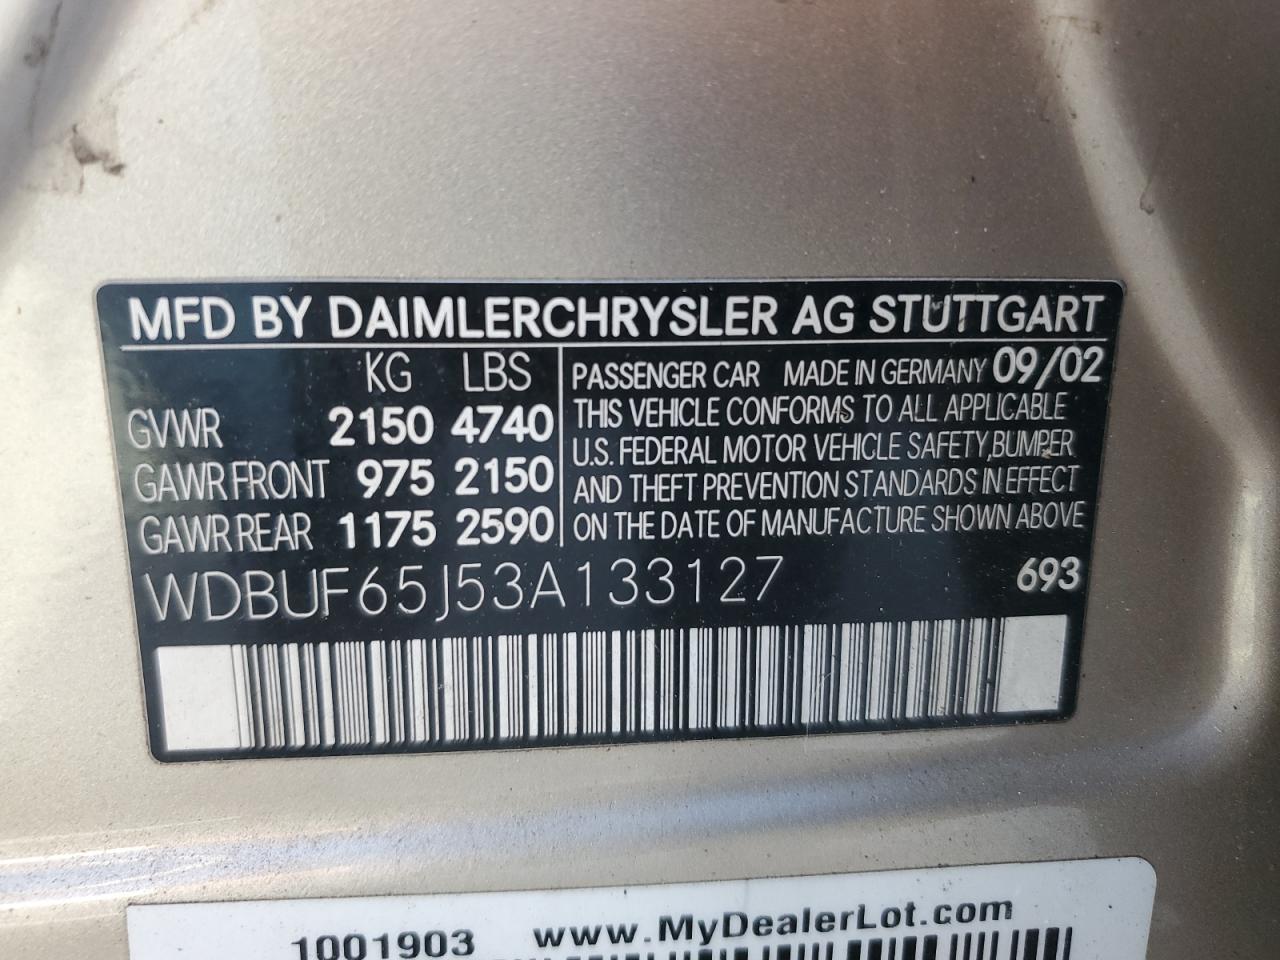 MFD BY DAIMLERCHRYSLER AG STUTTGART
KG LBS
GVWR 2150 4740
GAWR FRONT 975 2150
GAWR REAR 1175 2590
PASSENGER CAR MADE IN GERMANY 09/02
THIS VEHICLE CONFORMS TO ALL APPLICABLE
U.S. FEDERAL MOTOR VEHICLE SAFETY, BUMPER
AND THEFT PREVENTION STANDARDS IN EFFECT
ON THE DATE OF MANUFACTURE SHOWN ABOVE
WDBUF65J53A133127 693
1001903 www.MyDealerLot.com